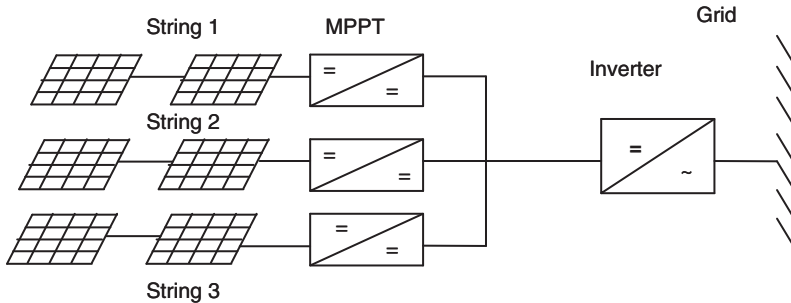 Grid
String 1
MPPT
Inverter
=
=
String 2
=
=
=
~
=
=
String 3